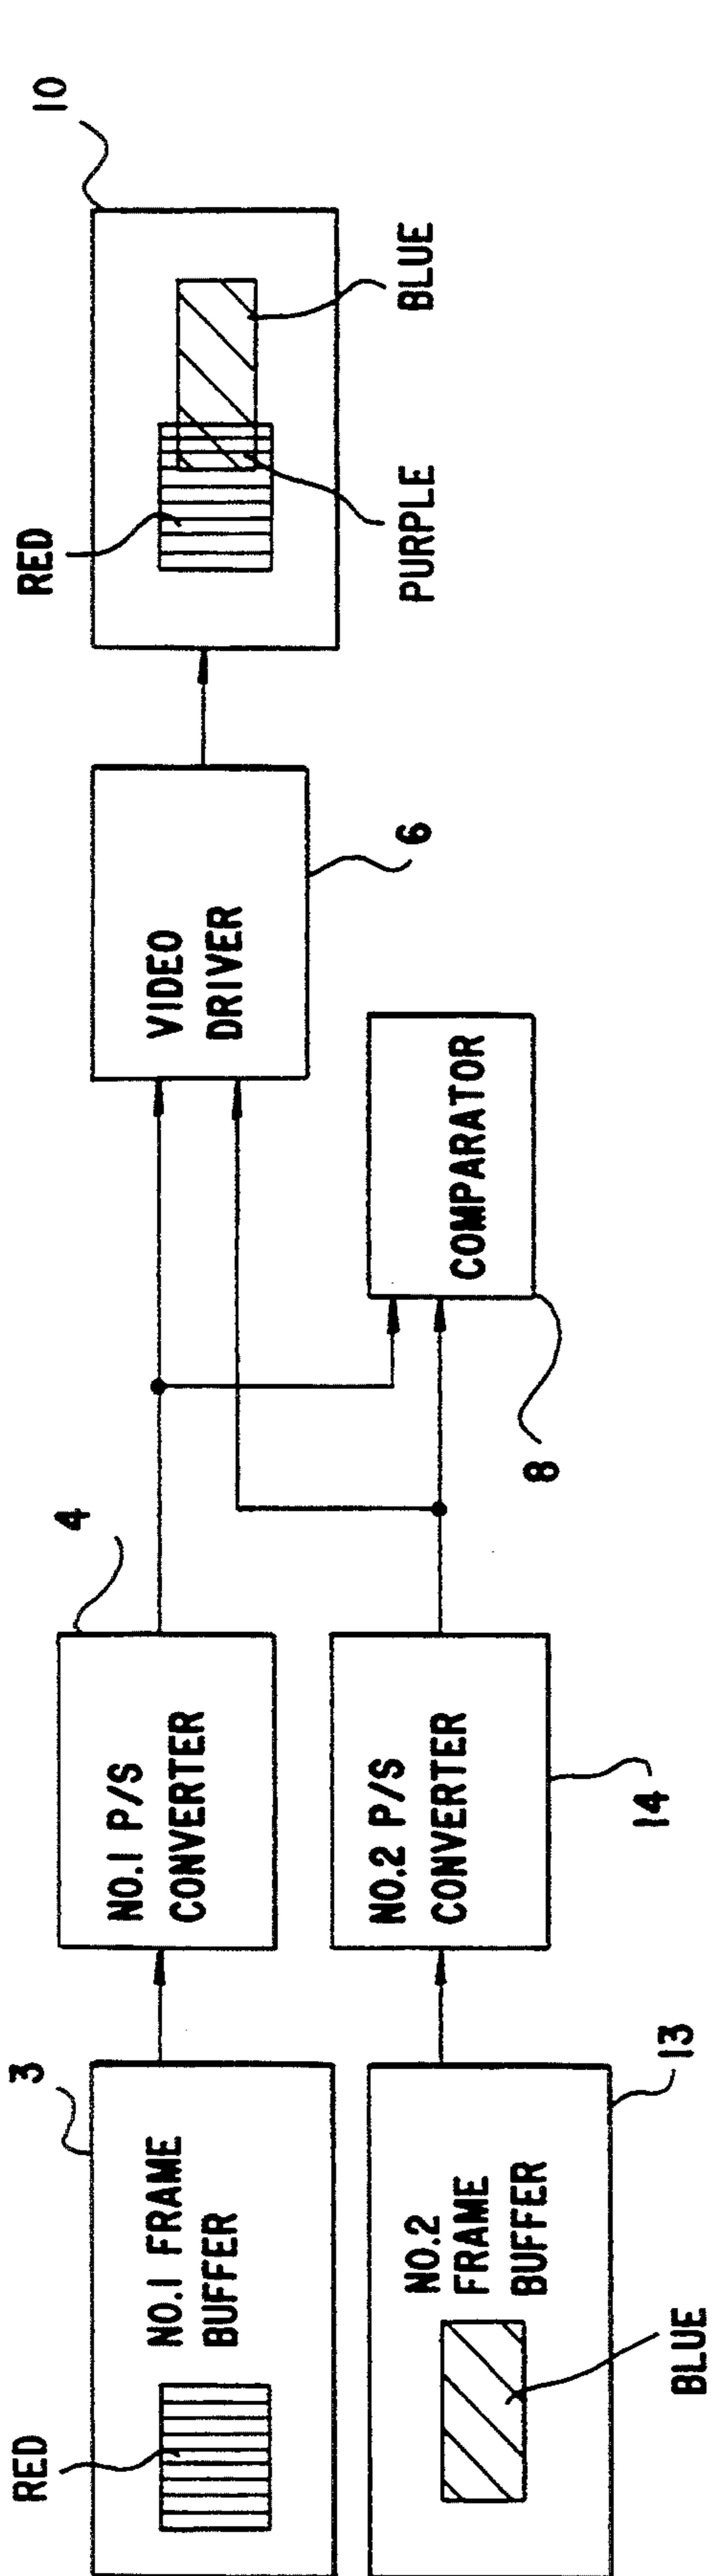 RED
3
NO.1 FRAME
BUFFER
4
NO.1 P/S
CONVERTER
VIDEO
DRIVER
6
RED
10
PURPLE
BLUE
NO.2
FRAME
BUFFER
BLUE
13
NO.2 P/S
CONVERTER
14
COMPARATOR
8